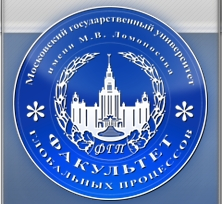 Московский государственный университет
имени М.В. Ломоносова
ФГП
ФАКУЛЬТЕТ
ГЛОБАЛЬНЫХ ПРОЦЕССОВ